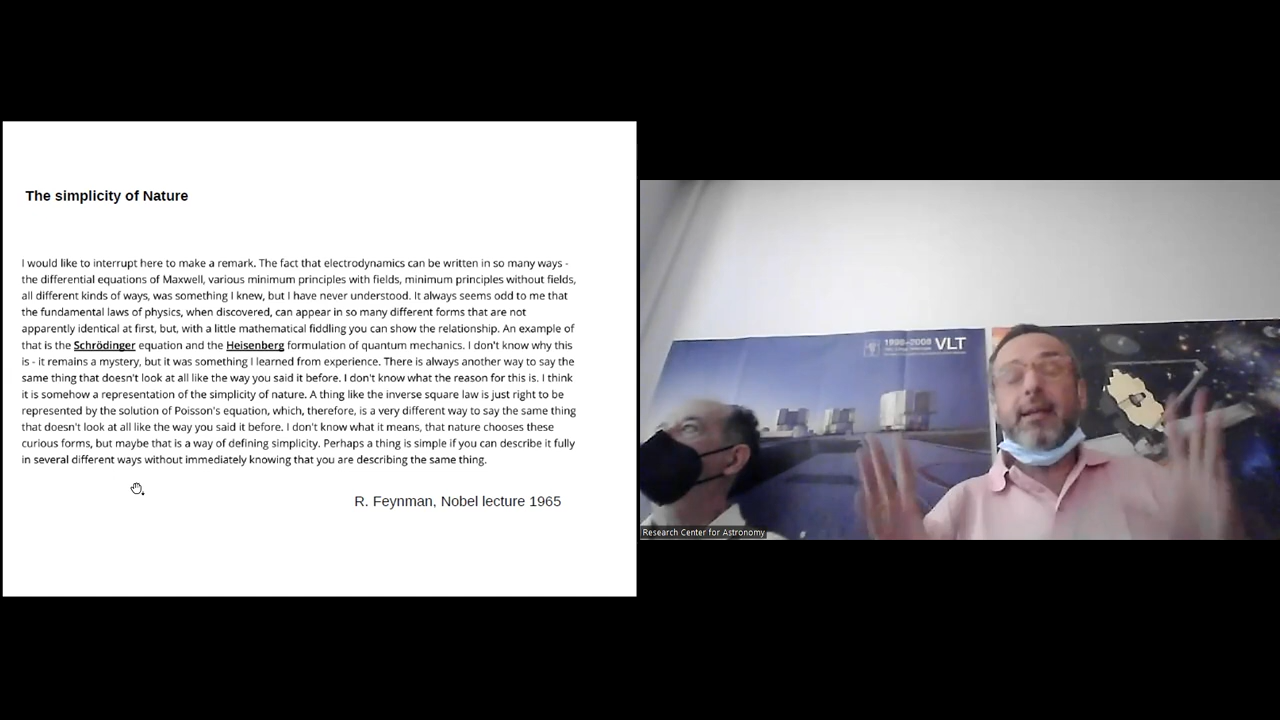 The simplicity of Nature
I would like to interrupt here to make a remark. The fact that electrodynamics can be written in so many ways -
the differential equations of Maxwell, various minimum principles with fields, minimum principles without fields,
all different kinds of ways, was something I knew, but I have never understood. It always seems odd to me that
the fundamental laws of physics, when discovered, can appear in so many different forms that are not
apparently identical at first, but, with a little mathematical fiddling you can show the relationship. An example of
that is the Schrödinger equation and the Heisenberg formulation of quantum mechanics. I don't know why this
is - it remains a mystery, but it was something I learned from experience. There is always another way to say the
same thing that doesn't look at all like the way you said it before. I don't know what the reason for this is. I think
it is somehow a representation of the simplicity of nature. A thing like the inverse square law is just right to be
represented by the solution of Poisson's equation, which, therefore, is a very different way to say the same thing
that doesn't look at all like the way you said it before. I don't know what it means, that nature chooses these
curious forms, but maybe that is a way of defining simplicity. Perhaps a thing is simple if you can describe it fully
in several different ways without immediately knowing that you are describing the same thing.
R. Feynman, Nobel lecture 1965
VLT
Research Center for Astronomy